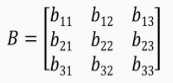 B = [b₁₁ b₁₂ b₁₃
b₂₁ b₂₂ b₂₃
b₃₁ b₃₂ b₃₃]